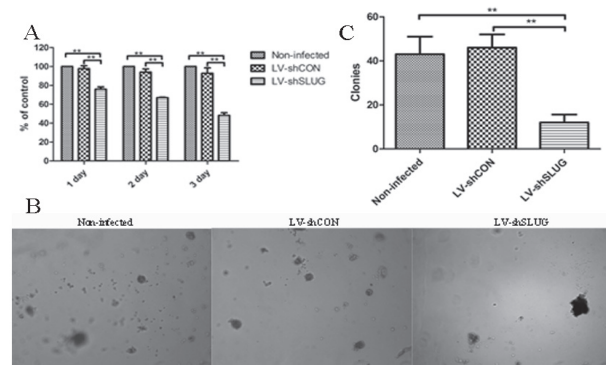 A
% of control
120
100
80
60
40
20
0
**
**
**
**
**
**
1 day
2 day
3 day
Non-infected
LV-shCON
LV-shSLUG
C
Clonies
60
40
20
0
**
**
Non-infected
LV-shCON
LV-shSLUG
B
Non-infected
LV-shCON
LV-shSLUG